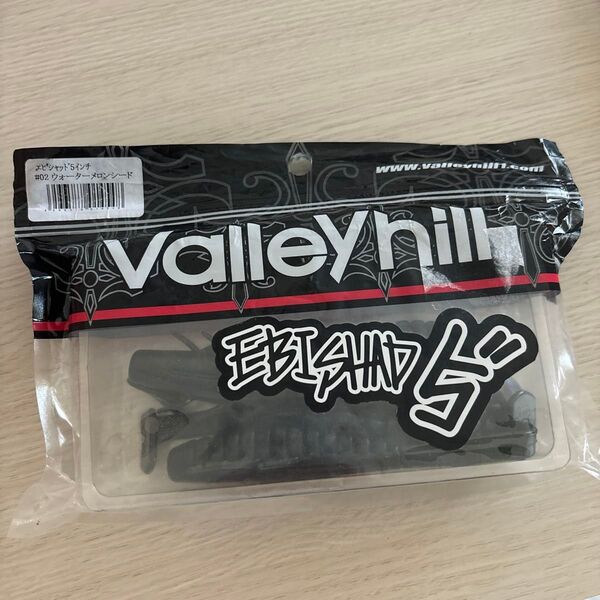 エビシャッド5インチ
#02 ウォーターメロンシード
www.valleyhill1.com
valleyhill
EBISHAD 5"